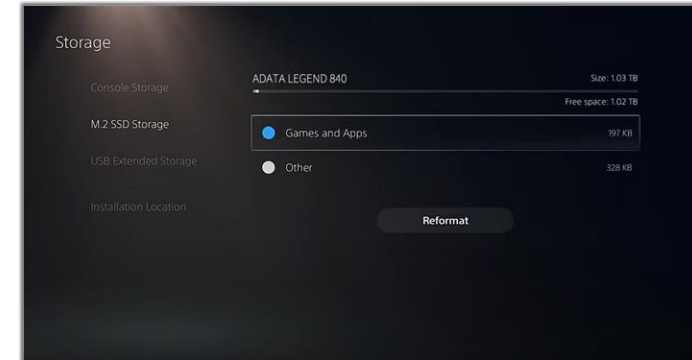 Storage
Console Storage
M.2 SSD Storage
USB Extended Storage
Installation Location
ADATA LEGEND 840
Size: 1.03 TB
Free space: 1.02 TB
Games and Apps
197 KB
Other
328 KB
Reformat